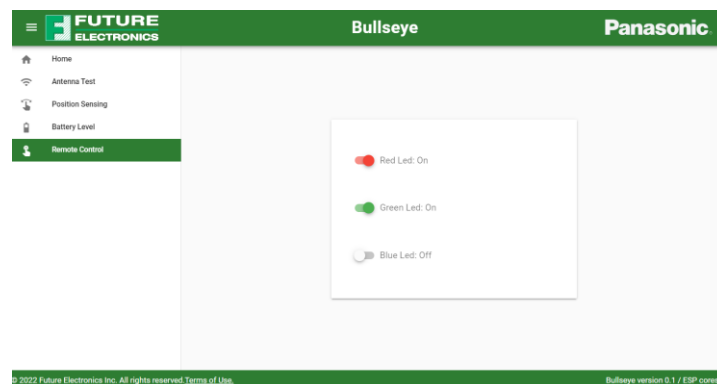 FUTURE
ELECTRONICS
Bullseye
Panasonic
Home
Antenna Test
Position Sensing
Battery Level
Remote Control
Red Led: On
Green Led: On
Blue Led: Off
© 2022 Future Electronics Inc. All rights reserved.Terms of Use.
Bullseye version 0.1 / ESP core